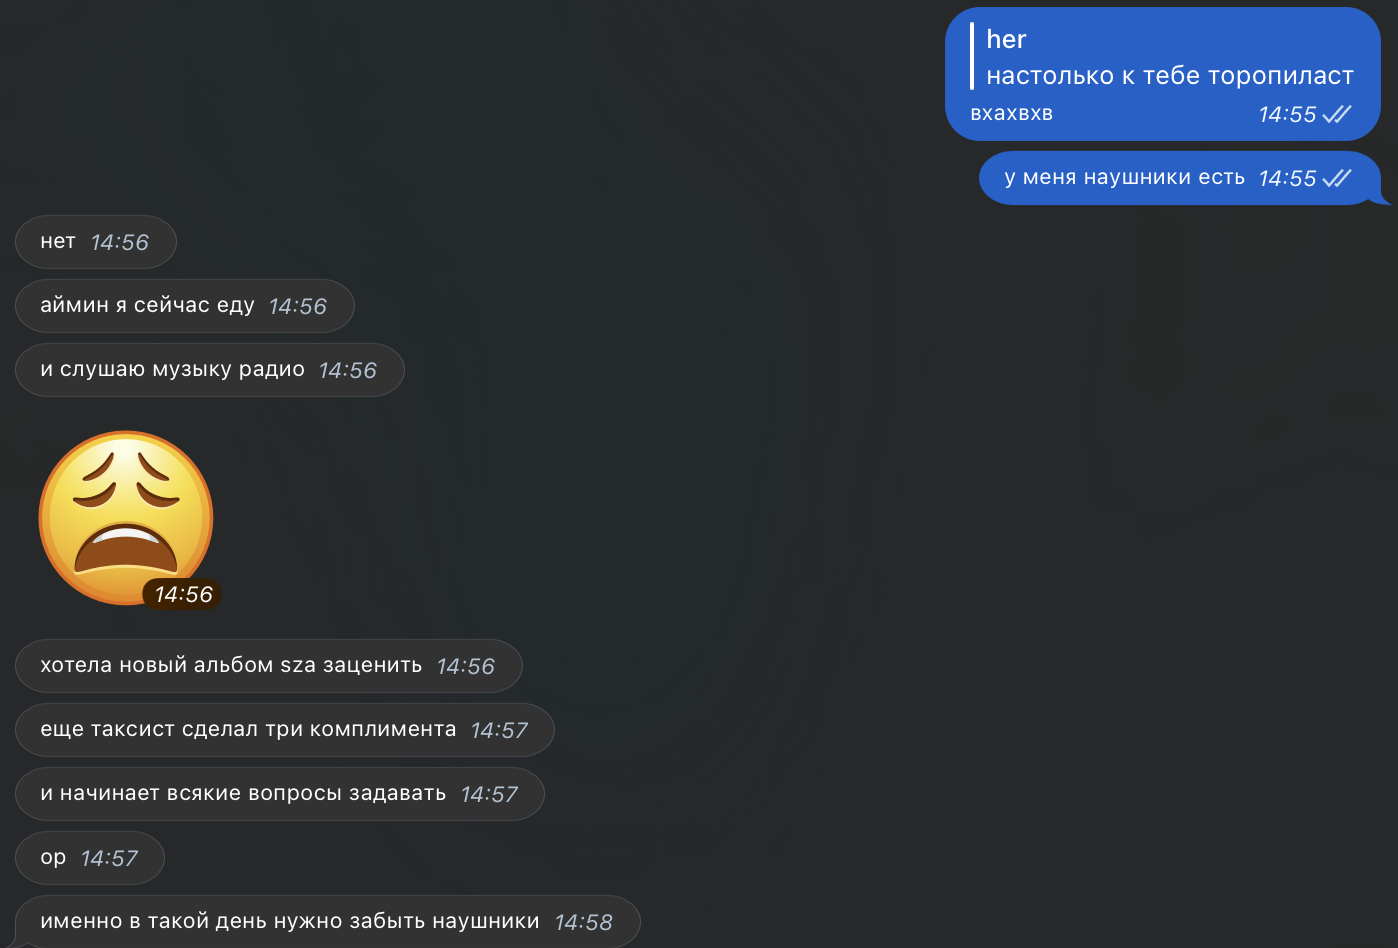 her
настолько к тебе торопиласт
вхахвхв 14:55
у меня наушники есть 14:55
нет 14:56
аймин я сейчас еду 14:56
и слушаю музыку радио 14:56
14:56
хотела новый альбом sza заценить 14:56
еще таксист сделал три комплимента 14:57
и начинает всякие вопросы задавать 14:57
ор 14:57
именно в такой день нужно забыть наушники 14:58